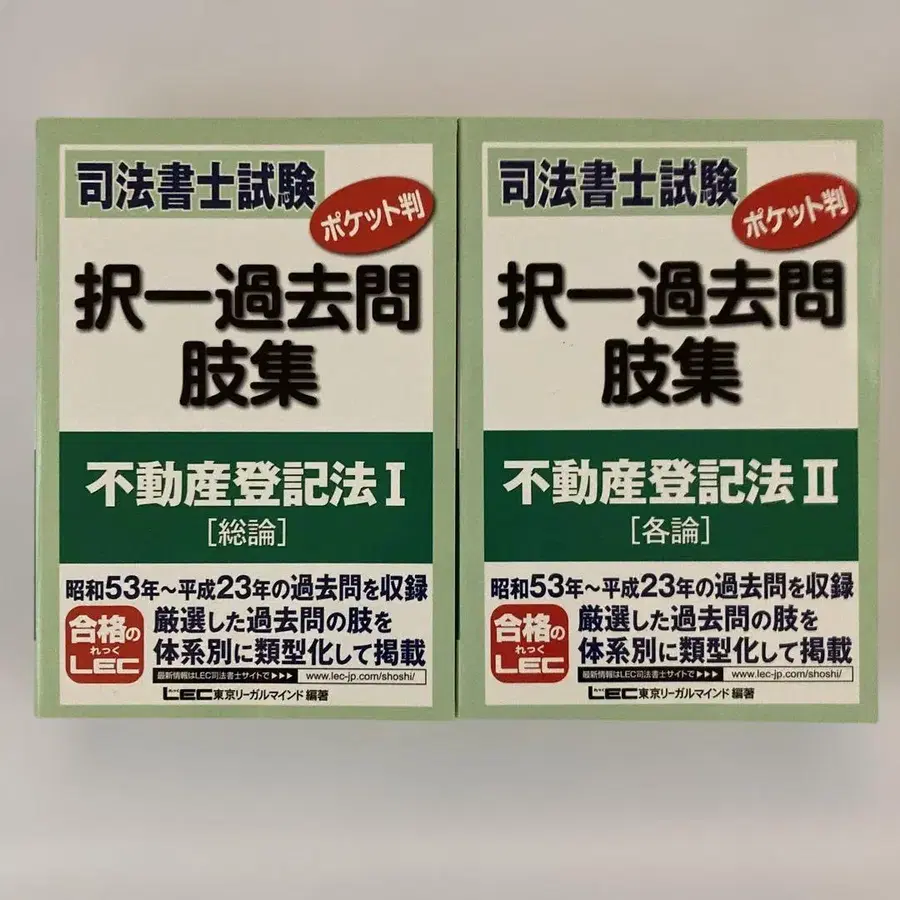 司法書士試験
ポケット判
択一過去問
肢集
不動産登記法Ⅰ
[総論]
昭和53年～平成23年の過去問を収録
合格の
れっく
LEC
厳選した過去問の肢を
体系別に類型化して掲載
最新情報はLEC司法書士サイトで▶▶▶
www.lec-jp.com/shoshi/
LEC東京リーガルマインド 編著
司法書士試験
ポケット判
択一過去問
肢集
不動産登記法Ⅱ
[各論]
昭和53年～平成23年の過去問を収録
合格の
れっく
LEC
厳選した過去問の肢を
体系別に類型化して掲載
最新情報はLEC司法書士サイトで▶▶▶
www.lec-jp.com/shoshi/
LEC東京リーガルマインド 編著